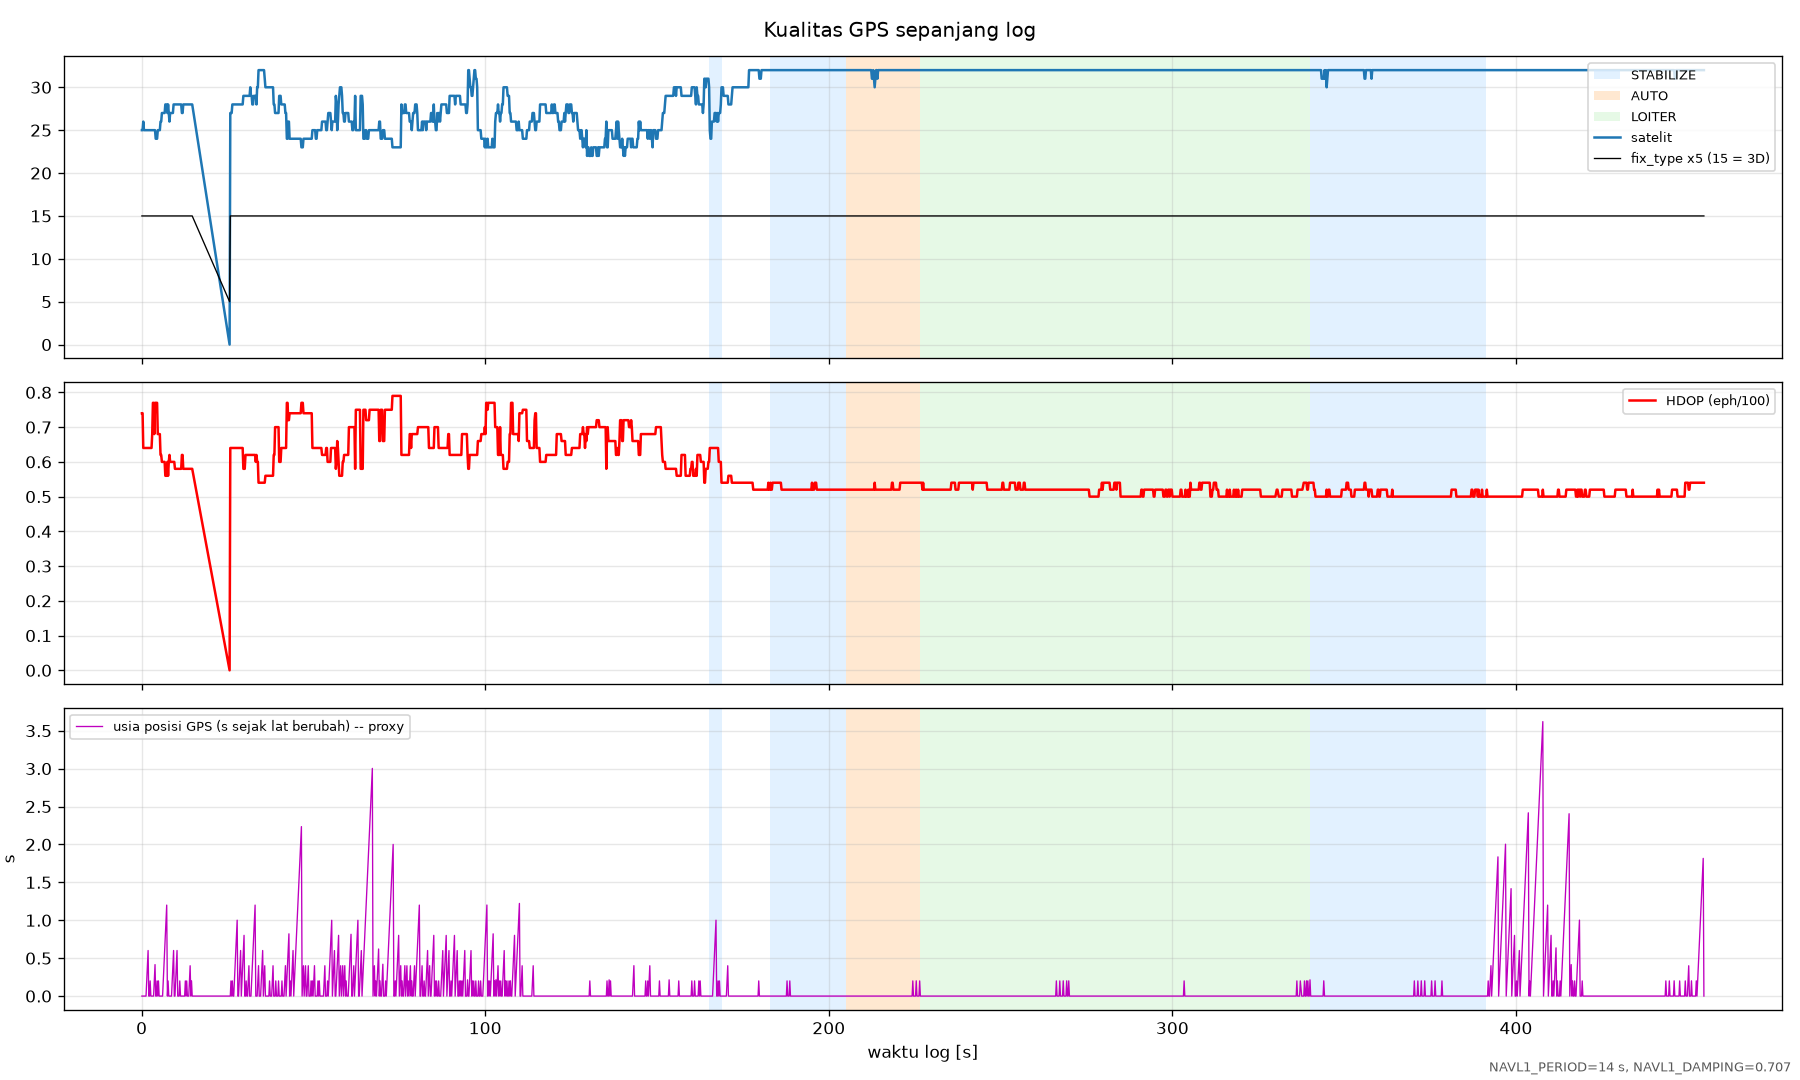 Kualitas GPS sepanjang log
30
25
20
15
10
5
0
STABILIZE
AUTO
LOITER
satelit
fix_type x5 (15 = 3D)
0.8
0.7
0.6
0.5
0.4
0.3
0.2
0.1
0.0
HDOP (eph/100)
3.5
3.0
2.5
2.0
1.5
1.0
0.5
0.0
s
usia posisi GPS (s sejak lat berubah) -- proxy
0 100 200 300 400
waktu log [s]
NAVL1_PERIOD=14 s, NAVL1_DAMPING=0.707